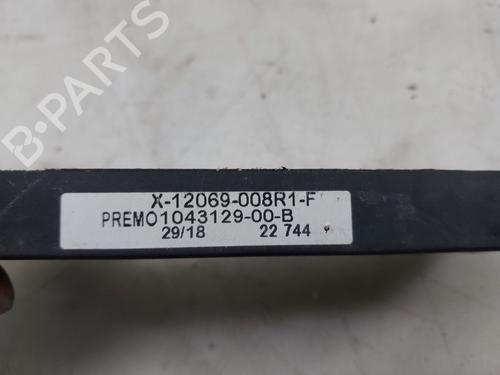 B-PARTS
X-12069-008R1-F
PREMO1043129-00-B
29/18 22 744